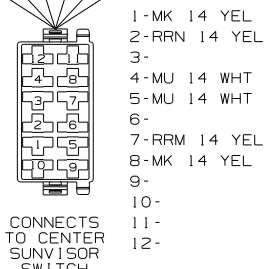 1-MK 14 YEL
2-RRN 14 YEL
3-
4-MU 14 WHT
5-MU 14 WHT
6-
7-RRM 14 YEL
8-MK 14 YEL
9-
10-
11-
12-
12 11
4 8
3 7
2 6
1 5
10 9
CONNECTS
TO CENTER
SUNVISOR
SWITCH